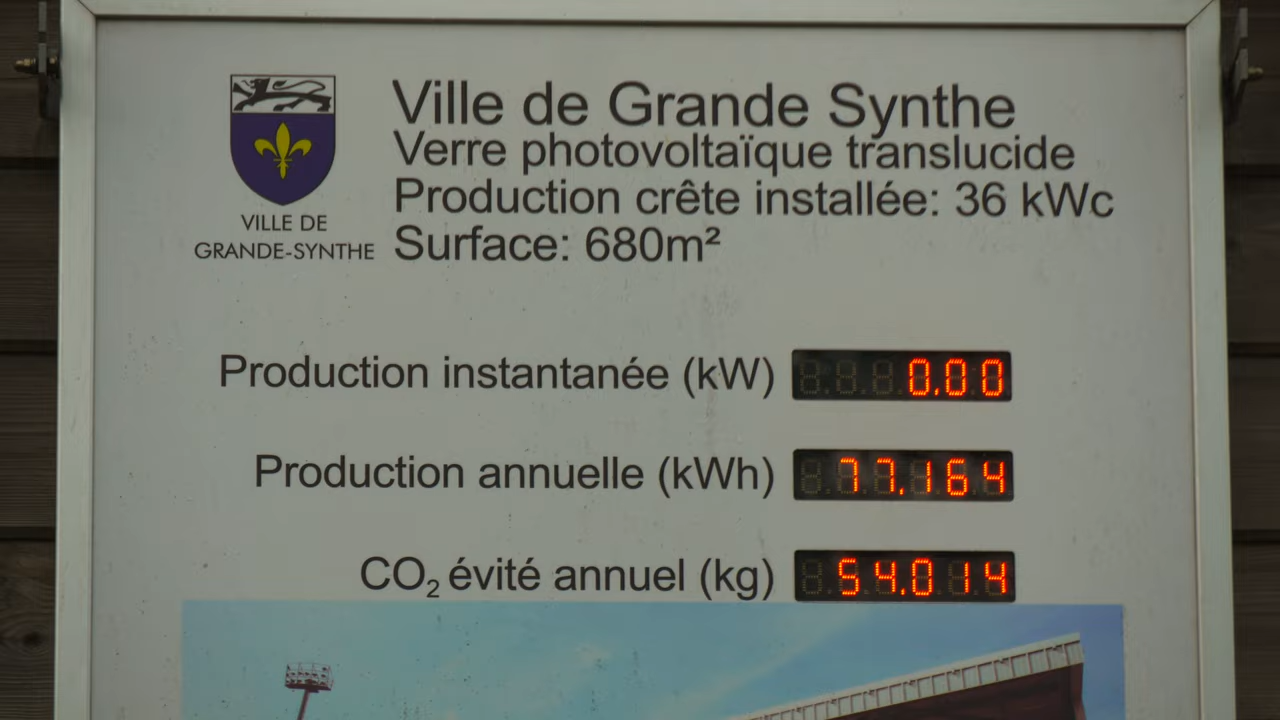 Ville de Grande Synthe
Verre photovoltaïque translucide
Production crête installée: 36 kWc
Surface: 680m²
VILLE DE
GRANDE-SYNTHE
Production instantanée (kW) 0.00
Production annuelle (kWh) 77.164
CO₂ évité annuel (kg) 54.014